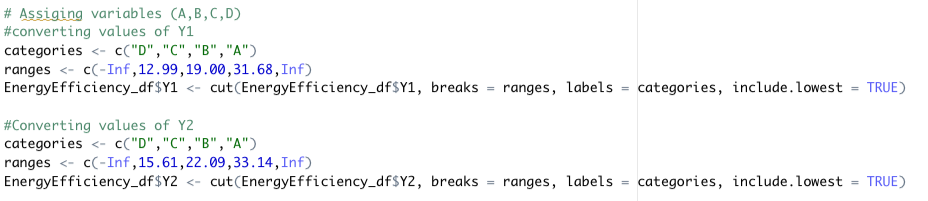 # Assiging variables (A,B,C,D)
#converting values of Y1
categories <- c("D","C","B","A")
ranges <- c(-Inf,12.99,19.00,31.68,Inf)
EnergyEfficiency_df$Y1 <- cut(EnergyEfficiency_df$Y1, breaks = ranges, labels = categories, include.lowest = TRUE)
#Converting values of Y2
categories <- c("D","C","B","A")
ranges <- c(-Inf,15.61,22.09,33.14,Inf)
EnergyEfficiency_df$Y2 <- cut(EnergyEfficiency_df$Y2, breaks = ranges, labels = categories, include.lowest = TRUE)